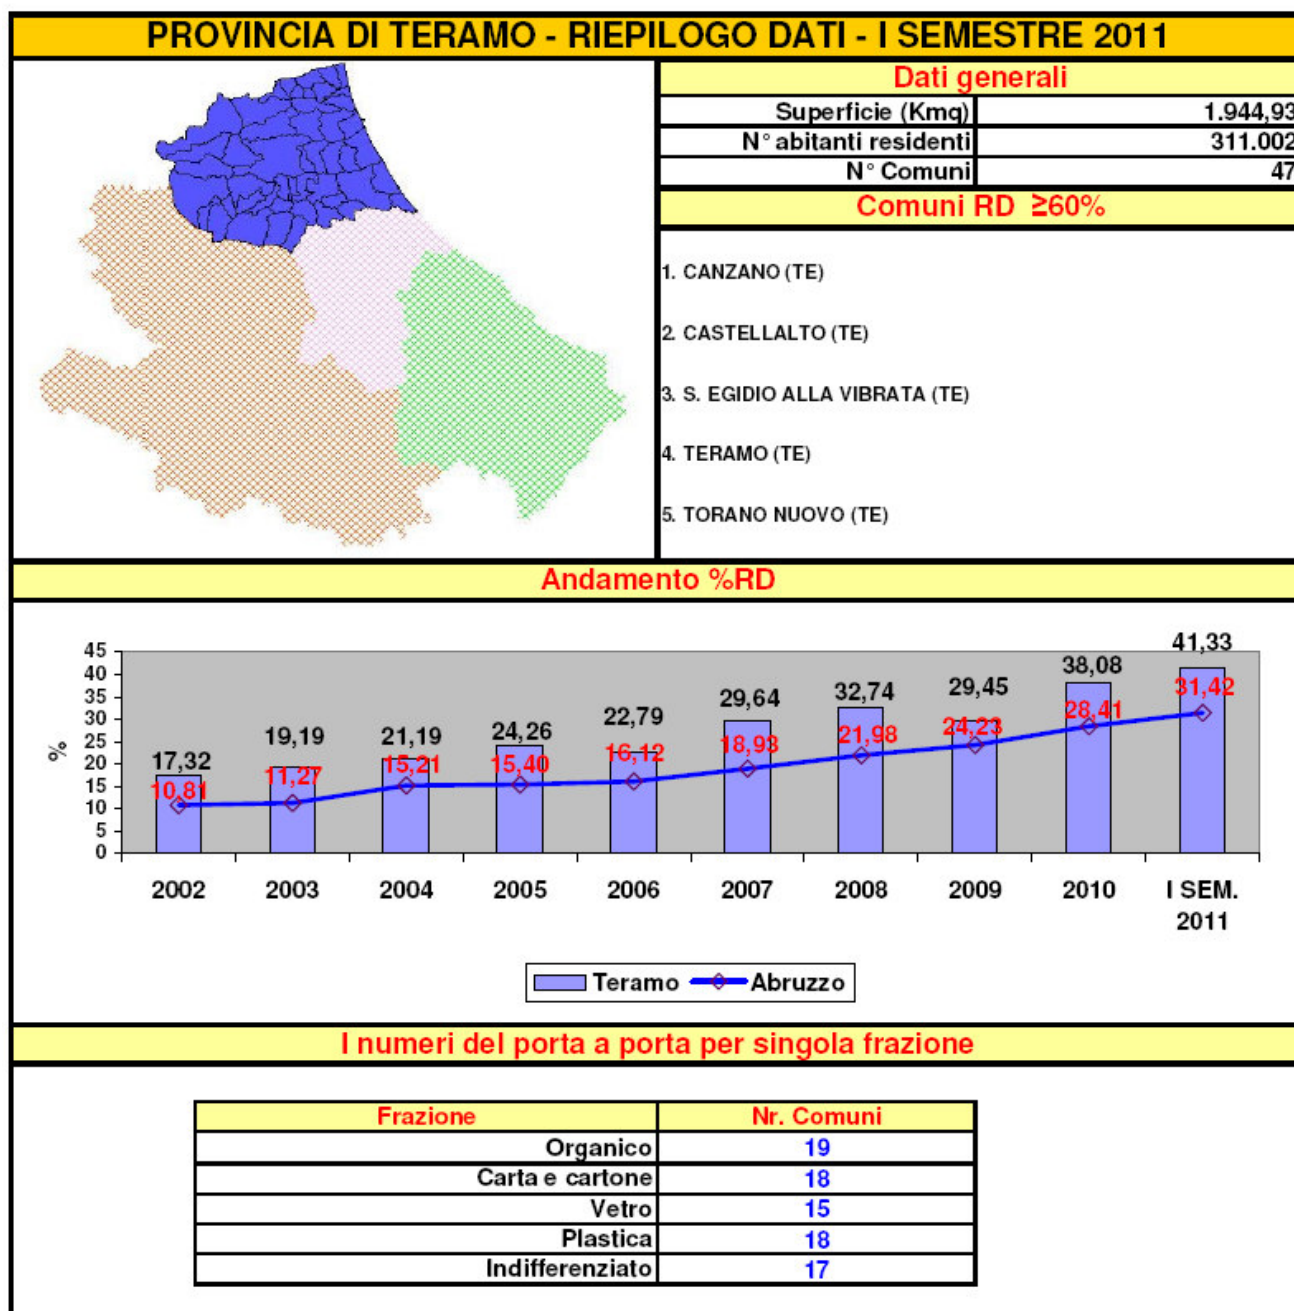 PROVINCIA DI TERAMO - RIEPILOGO DATI - I SEMESTRE 2011
Dati generali
Superficie (Kmq) 1.944,93
N° abitanti residenti 311.002
N° Comuni 47
Comuni RD ≥60%
1. CANZANO (TE)
2. CASTELLALTO (TE)
3. S. EGIDIO ALLA VIBRATA (TE)
4. TERAMO (TE)
5. TORANO NUOVO (TE)
Andamento %RD
%
45
40
35
30
25
20
15
10
5
0
17,32 19,19 21,19 24,26 22,79 29,64 32,74 29,45 38,08 41,33
10,81 11,27 15,21 15,40 16,12 18,93 21,98 24,23 28,41 31,42
2002 2003 2004 2005 2006 2007 2008 2009 2010 I SEM. 2011
Teramo Abruzzo
I numeri del porta a porta per singola frazione
Frazione Nr. Comuni
Organico 19
Carta e cartone 18
Vetro 15
Plastica 18
Indifferenziato 17